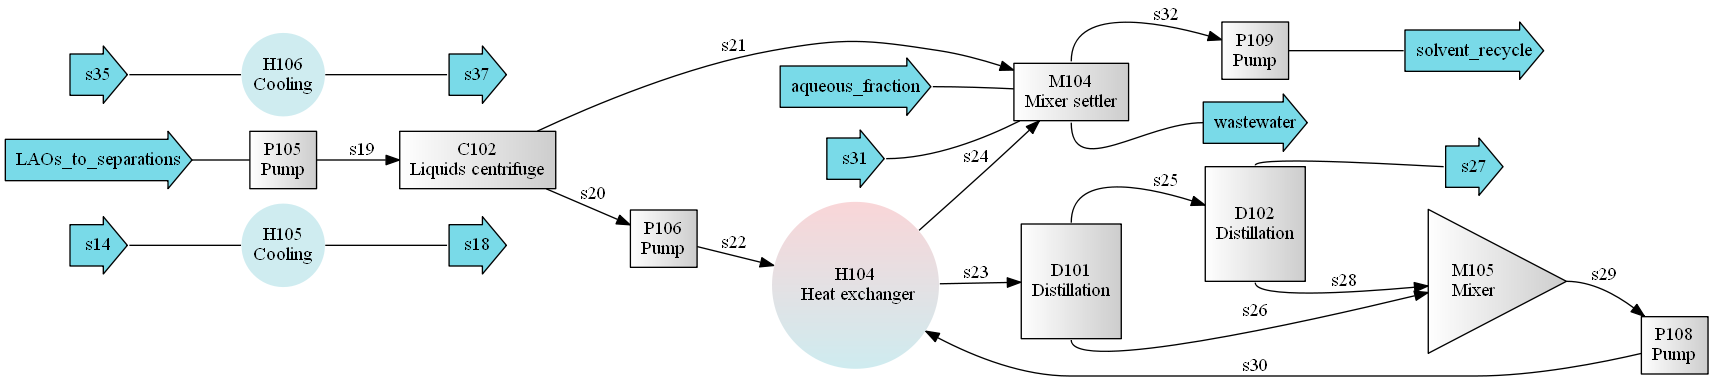 s35
H106
Cooling
s37
LAOs_to_separations
P105
Pump
s19
C102
Liquids centrifuge
s14
H105
Cooling
s18
s21
s20
P106
Pump
s22
aqueous_fraction
s31
H104
Heat exchanger
s24
s23
M104
Mixer settler
s32
P109
Pump
solvent_recycle
wastewater
D101
Distillation
s25
D102
Distillation
s27
s28
s26
M105
Mixer
s29
P108
Pump
s30